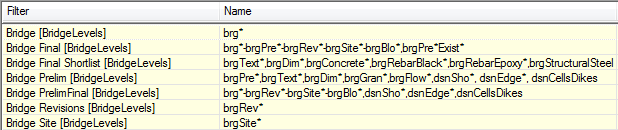 Filter Name
Bridge [BridgeLevels] brg*
Bridge Final [BridgeLevels] brg*-brgPre*-brgRev*-brgSite*-brgBlo*,brgPre*Exist*
Bridge Final Shortlist [BridgeLevels] brgText*,brgDim*,brgConcrete*,brgRebarBlack*,brgRebarEpoxy*,brgStructuralSteel
Bridge Prelim [BridgeLevels] brgPre*,brgText*,brgDim*,brgGran*,brgFlow*,dsnSho*, dsnEdge*, dsnCellsDikes
Bridge PrelimFinal [BridgeLevels] brg*-brgRev*-brgSite*-brgBlo*,dsnSho*,dsnEdge*,dsnCellsDikes
Bridge Revisions [BridgeLevels] brgRev*
Bridge Site [BridgeLevels] brgSite*